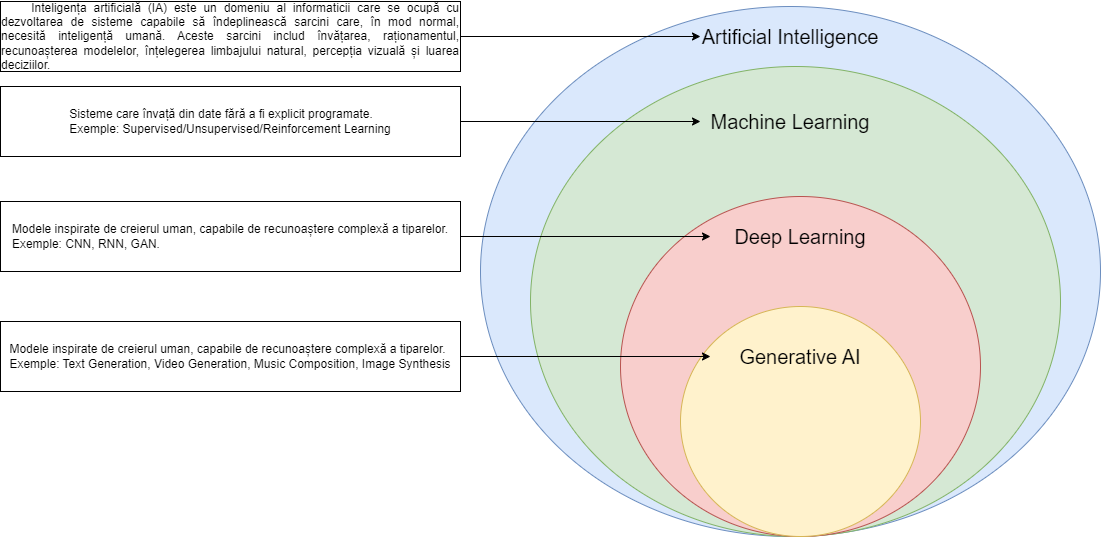 Inteligența artificială (IA) este un domeniu al informaticii care se ocupă cu
dezvoltarea de sisteme capabile să îndeplinească sarcini care, în mod normal,
necesită inteligență umană. Aceste sarcini includ învățarea, raționamentul,
recunoașterea modelelor, înțelegerea limbajului natural, percepția vizuală și luarea
deciziilor.
Artificial Intelligence
Sisteme care învață din date fără a fi explicit programate.
Exemple: Supervised/Unsupervised/Reinforcement Learning
Machine Learning
Modele inspirate de creierul uman, capabile de recunoaștere complexă a tiparelor.
Exemple: CNN, RNN, GAN.
Deep Learning
Modele inspirate de creierul uman, capabile de recunoaștere complexă a tiparelor.
Exemple: Text Generation, Video Generation, Music Composition, Image Synthesis
Generative AI